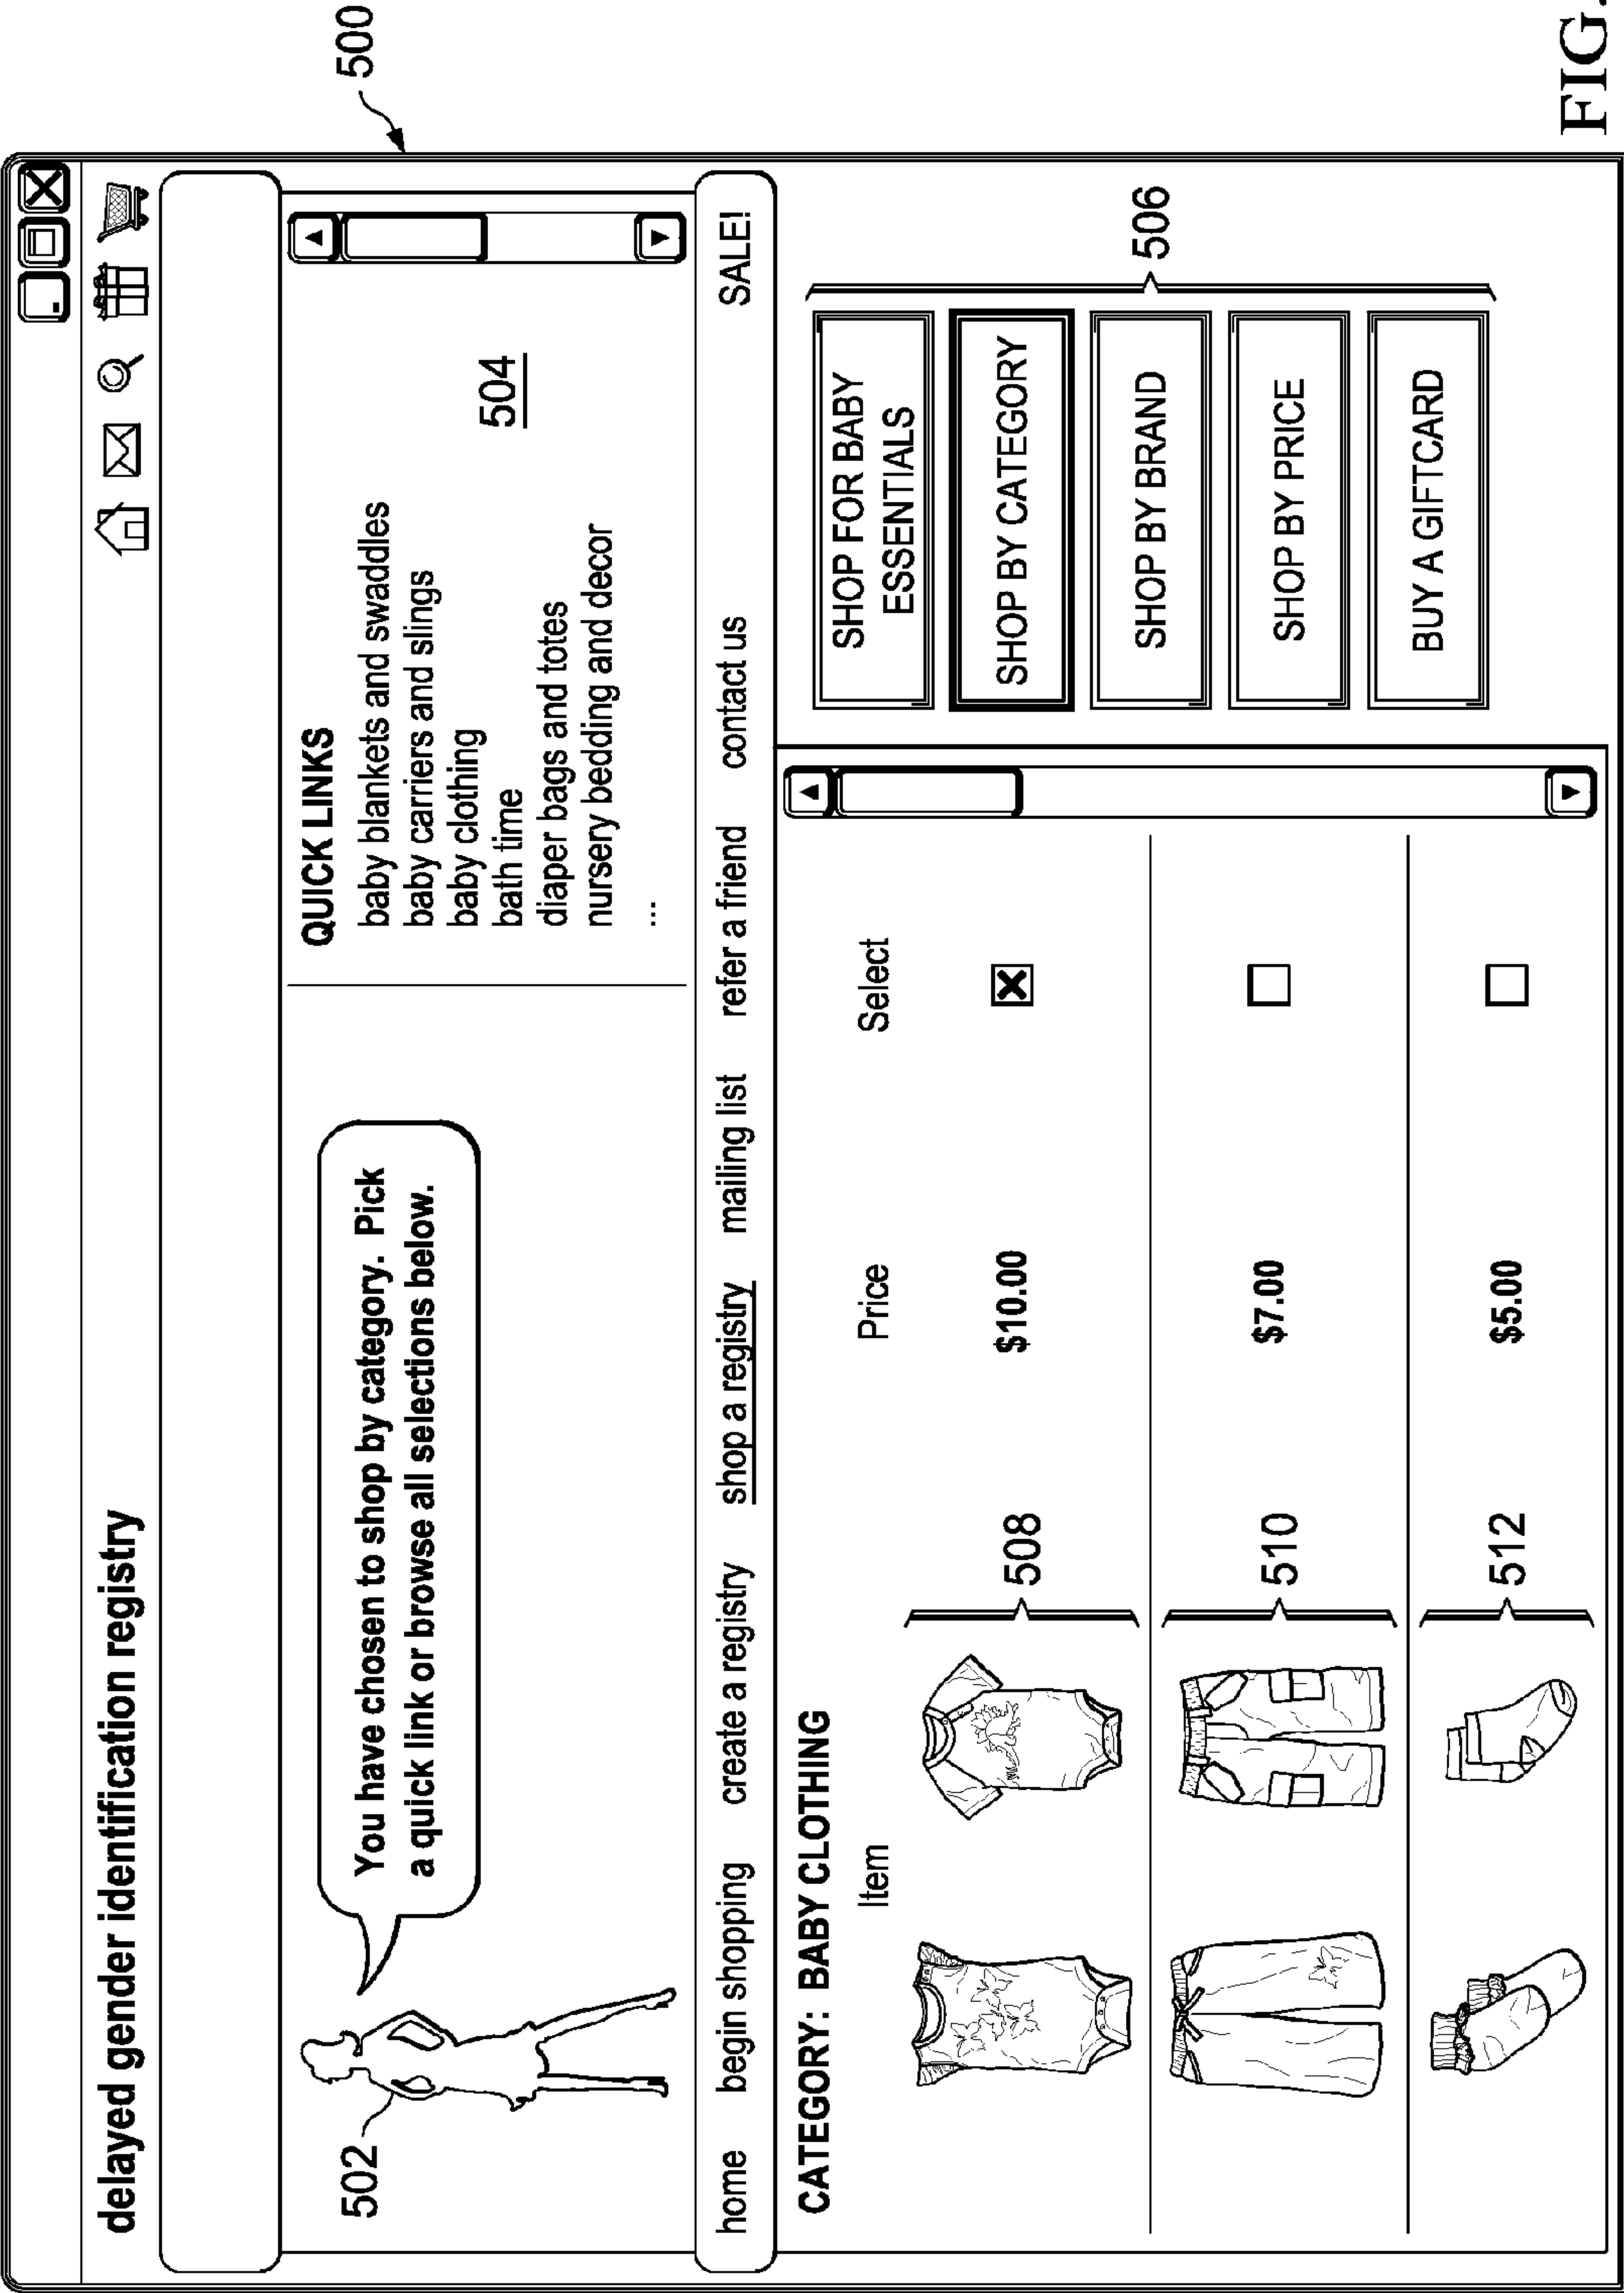 delayed gender identification registry
500
502
You have chosen to shop by category. Pick
a quick link or browse all selections below.
QUICK LINKS
baby blankets and swaddles
baby carriers and slings
baby clothing
bath time
diaper bags and totes
nursery bedding and decor
...
504
home begin shopping create a registry shop a registry mailing list refer a friend contact us SALE!
CATEGORY: BABY CLOTHING
Item Price Select
508 $10.00
510 $7.00
512 $5.00
SHOP FOR BABY
ESSENTIALS
SHOP BY CATEGORY
SHOP BY BRAND
SHOP BY PRICE
BUY A GIFTCARD
506
FIG.